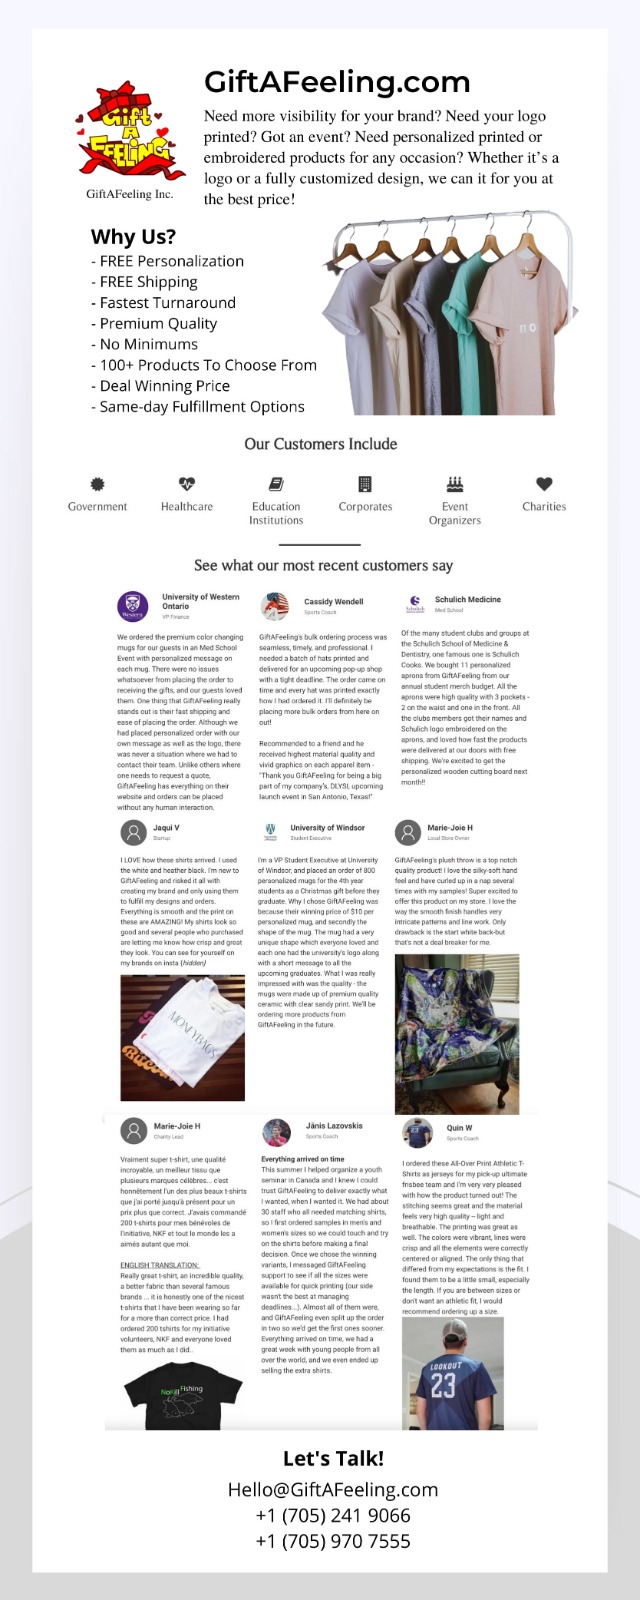 GiftAFeeling.com
Gift
A
FEELING
GiftAFeeling Inc.
Need more visibility for your brand? Need your logo
printed? Got an event? Need personalized printed or
embroidered products for any occasion? Whether it's a
logo or a fully customized design, we can it for you at
the best price!
Why Us?
- FREE Personalization
- FREE Shipping
- Fastest Turnaround
- Premium Quality
- No Minimums
- 100+ Products To Choose From
- Deal Winning Price
- Same-day Fulfillment Options
no
Our Customers Include
Government
Healthcare
Education
Institutions
Corporates
Event
Organizers
Charities
See what our most recent customers say
Western
University of Western
Ontario
VP Finance
We ordered the premium color changing
mugs for our guests in an Med School
Event with personalized message on
each mug. There were no issues
whatsoever from placing the order to
receiving the gifts, and our guests loved
them. One thing that GiftAFeeling really
stands out is their fast shipping and
ease of placing the order. Although we
had placed personalized order with our
own message as well as the logo, there
was never a situation where we had to
contact their team. Unlike others where
one needs to request a quote,
GiftAFeeling has everything on their
website and orders can be placed
without any human interaction.
Cassidy Wendell
Sports Coach
GiftAFeeling's bulk ordering process was
seamless, timely, and professional. I
needed a batch of hats printed and
delivered for an upcoming pop-up shop
with a tight deadline. The order came on
time and every hat was printed exactly
how I had ordered it. I'll definitely be
placing more bulk orders from here on
out!
Recommended to a friend and he
received highest material quality and
vivid graphics on each apparel item -
"Thank you GiftAFeeling for being a big
part of my company's, DLYSI, upcoming
launch event in San Antonio, Texas!"
Schulich
Schulich Medicine
Med School
Of the many student clubs and groups at
the Schulich School of Medicine &
Dentistry, one famous one is Schulich
Cooks. We bought 11 personalized
aprons from GiftAFeeling from our
annual student merch budget. All the
aprons were high quality with 3 pockets -
2 on the waist and one in the front. All
the clubs members got their names and
Schulich logo embroidered on the
aprons, and loved how fast the products
were delivered at our doors with free
shipping. We're excited to get the
personalized wooden cutting board next
month!!
Jaqui V
Startup
I LOVE how these shirts arrived. I used
the white and heather black. I'm new to
GiftAFeeling and risked it all with
creating my brand and only using them
to fulfill my designs and orders.
Everything is smooth and the print on
these are AMAZING! My shirts look so
good and several people who purchased
are letting me know how crisp and great
they look. You can see for yourself on
my brands on insta (hidden)
MONEYBAGS
University of Windsor
Student Executive
I'm a VP Student Executive at University
of Windsor, and placed an order of 800
personalized mugs for the 4th year
students as a Christmas gift before they
graduate. Why I chose GiftAFeeling was
because their winning price of $10 per
personalized mug, and secondly the
shape of the mug. The mug had a very
unique shape which everyone loved and
each one had the university's logo along
with a short message to all the
upcoming graduates. What I was really
impressed with was the quality - the
mugs were made up of premium quality
ceramic with clear sandy print. We'll be
ordering more products from
GiftAFeeling in the future.
Marie-Joie H
Local Store Owner
GiftAFeeling's plush throw is a top notch
quality product! I love the silky-soft hand
feel and have curled up in a nap several
times with my samples! Super excited to
offer this product on my store. I love the
way the smooth finish handles very
intricate patterns and line work. Only
drawback is the start white back-but
that's not a deal breaker for me.
Marie-Joie H
Charity Lead
Vraiment super t-shirt, une qualité
incroyable, un meilleur tissu que
plusieurs marques célèbres... c'est
honnêtement l'un des plus beaux t-shirts
que j'ai porté jusqu'à présent pour un
prix plus que correct. J'avais commandé
200 t-shirts pour mes bénévoles de
l'initiative, NKF et tout le monde les a
aimés autant que moi.
ENGLISH TRANSLATION:
Really great t-shirt, an incredible quality,
a better fabric than several famous
brands ... it is honestly one of the nicest
t-shirts that I have been wearing so far
for a more than correct price. I had
ordered 200 tshirts for my initiative
volunteers, NKF and everyone loved
them as much as I did..
NoKill Fishing
Jānis Lazovskis
Sports Coach
Everything arrived on time
This summer I helped organize a youth
seminar in Canada and I knew I could
trust GiftAFeeling to deliver exactly what
I wanted, when I wanted it. We had about
30 staff who all needed matching shirts,
so I first ordered samples in men's and
women's sizes so we could touch and try
on the shirts before making a final
decision. Once we chose the winning
variants, I messaged GiftAFeeling
support to see if all the sizes were
available for quick printing (our side
wasn't the best at managing
deadlines...). Almost all of them were,
and GiftAFeeling even split up the order
in two so we'd get the first ones sooner.
Everything arrived on time, we had a
great week with young people from all
over the world, and we even ended up
selling the extra shirts.
Quin W
Sports Coach
I ordered these All-Over Print Athletic T-
Shirts as jerseys for my pick-up ultimate
frisbee team and I'm very very pleased
with how the product turned out! The
stitching seems great and the material
feels very high quality – light and
breathable. The printing was great as
well. The colors were vibrant, lines were
crisp and all the elements were correctly
centered or aligned. The only thing that
differed from my expectations is the fit. I
found them to be a little small, especially
the length. If you are between sizes or
don't want an athletic fit, I would
recommend ordering up a size.
LOOKOUT
23
Let's Talk!
Hello@GiftAFeeling.com
+1 (705) 241 9066
+1 (705) 970 7555